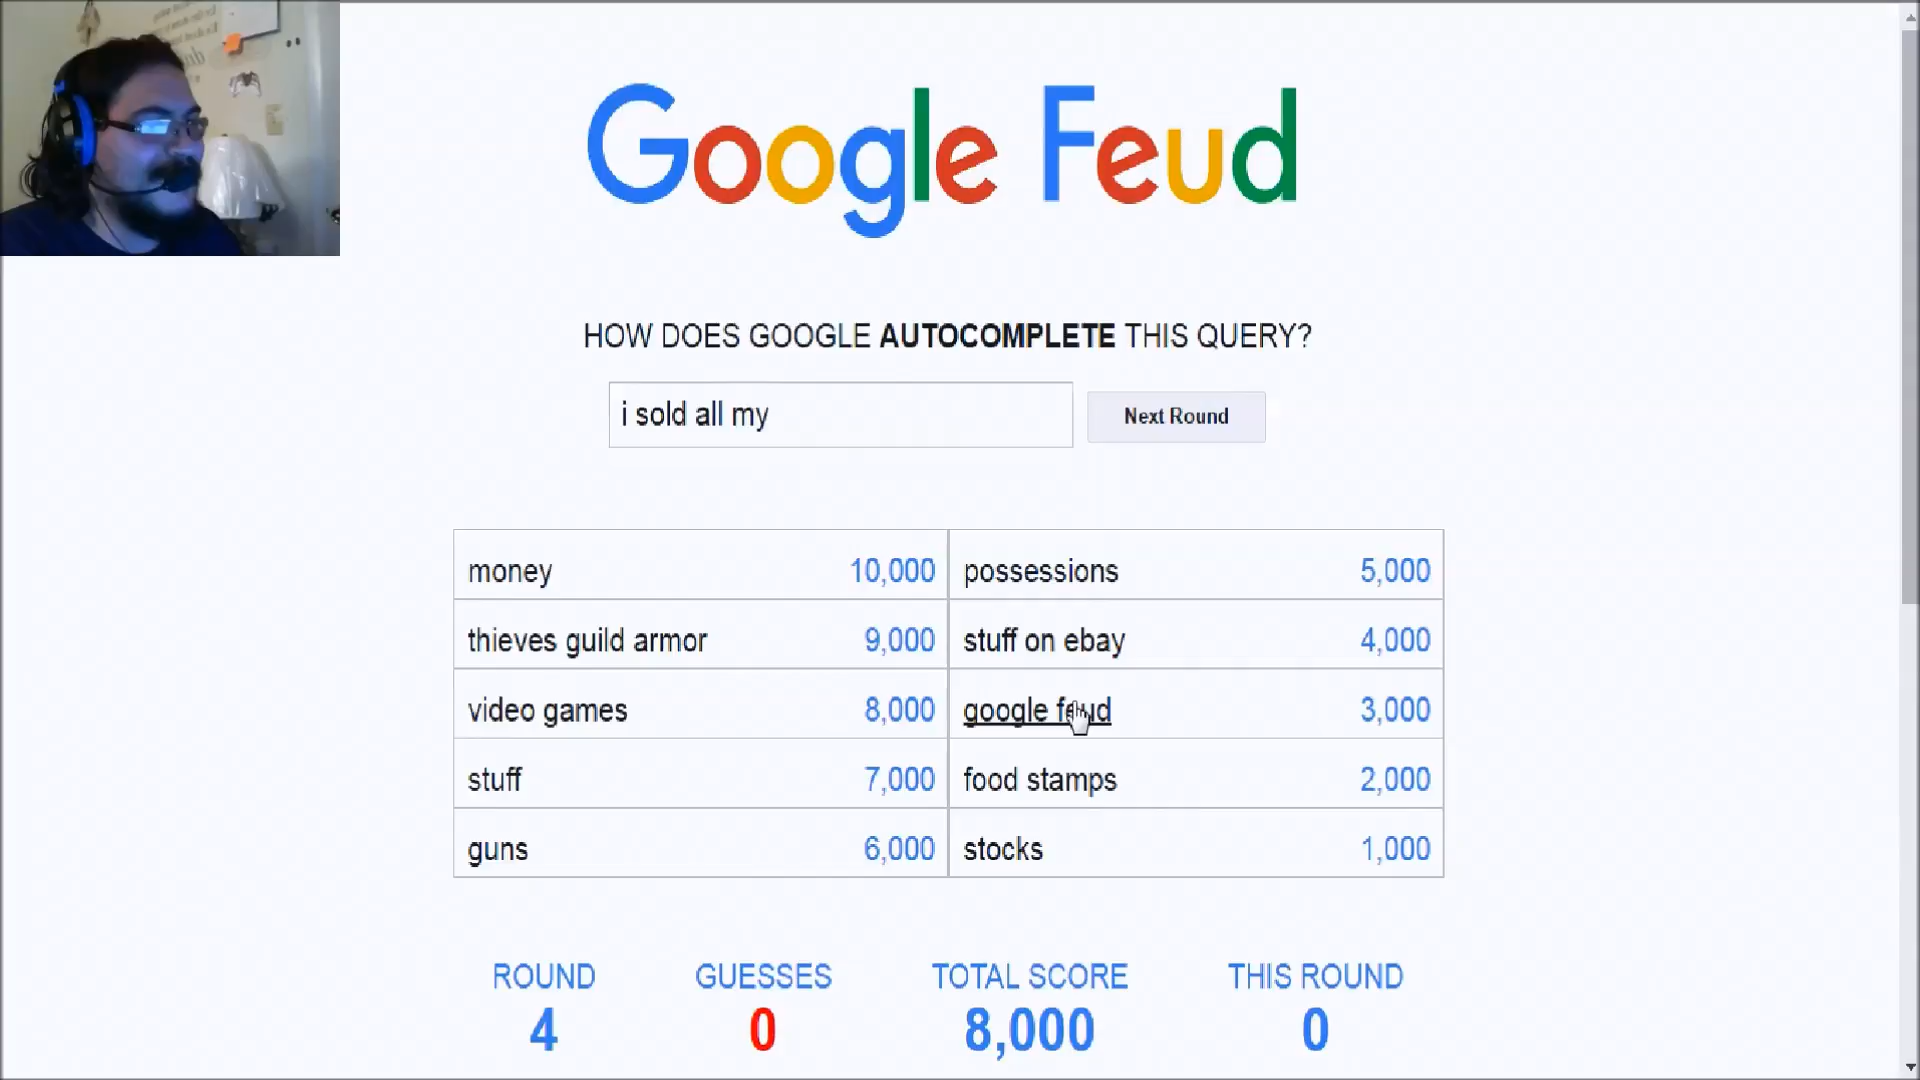 Google Feud
HOW DOES GOOGLE AUTOCOMPLETE THIS QUERY?
i sold all my
Next Round
money 10,000 possessions 5,000
thieves guild armor 9,000 stuff on ebay 4,000
video games 8,000 google feud 3,000
stuff 7,000 food stamps 2,000
guns 6,000 stocks 1,000
ROUND GUESSES TOTAL SCORE THIS ROUND
4 0 8,000 0